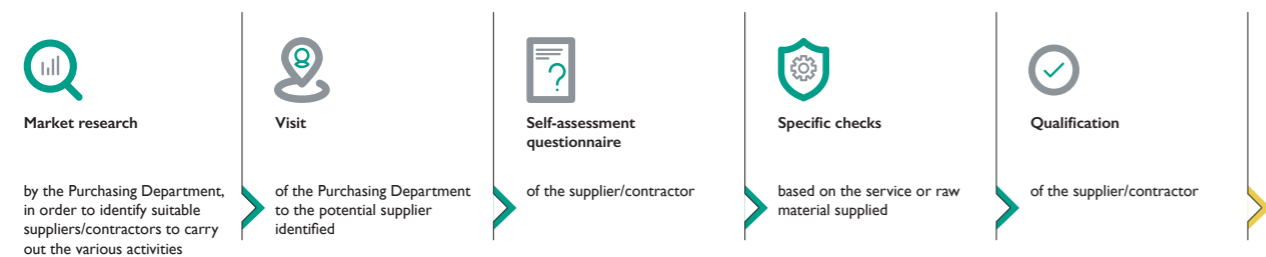 Market research
by the Purchasing Department,
in order to identify suitable
suppliers/contractors to carry
out the various activities
Visit
of the Purchasing Department
to the potential supplier
identified
Self-assessment
questionnaire
of the supplier/contractor
Specific checks
based on the service or raw
material supplied
Qualification
of the supplier/contractor